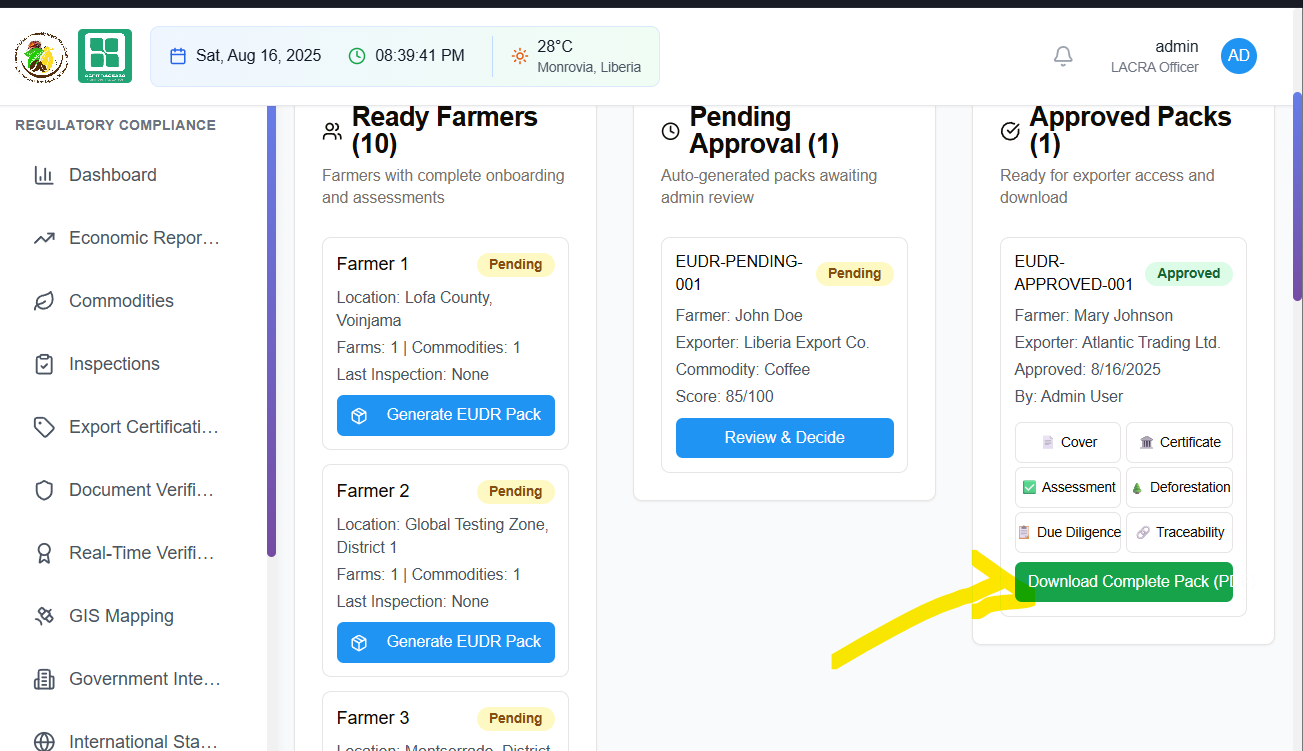 Sat, Aug 16, 2025
08:39:41 PM
28°C
Monrovia, Liberia
admin
LACRA Officer
AD
REGULATORY COMPLIANCE
Dashboard
Economic Repor…
Commodities
Inspections
Export Certificati…
Document Verifi…
Real-Time Verifi…
GIS Mapping
Government Inte…
International Sta…
Ready Farmers
(10)
Farmers with complete onboarding
and assessments
Farmer 1
Pending
Location: Lofa County,
Voinjama
Farms: 1 | Commodities: 1
Last Inspection: None
Generate EUDR Pack
Farmer 2
Pending
Location: Global Testing Zone,
District 1
Farms: 1 | Commodities: 1
Last Inspection: None
Generate EUDR Pack
Farmer 3
Pending
Location: Montserrado, District
Pending
Approval (1)
Auto-generated packs awaiting
admin review
EUDR-PENDING-
001
Pending
Farmer: John Doe
Exporter: Liberia Export Co.
Commodity: Coffee
Score: 85/100
Review & Decide
Approved Packs
(1)
Ready for exporter access and
download
EUDR-
APPROVED-001
Approved
Farmer: Mary Johnson
Exporter: Atlantic Trading Ltd.
Approved: 8/16/2025
By: Admin User
Cover
Certificate
Assessment
Deforestation
Due Diligence
Traceability
Download Complete Pack (PD